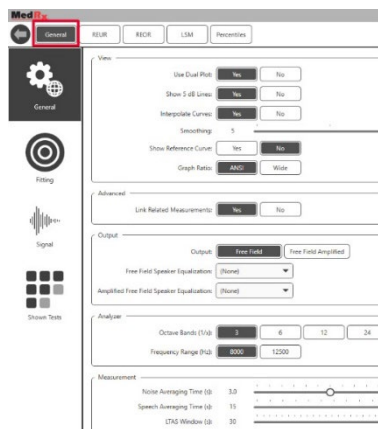 MedRx
General REUR REOR LSM Percentiles
General
Fitting
Signal
Shown Tests
View
Use Dual Plot: Yes No
Show 5 dB Lines: Yes No
Interpolate Curves: Yes No
Smoothing: 5
Show Reference Curve: Yes No
Graph Ratio: ANSI Wide
Advanced
Link Related Measurements: Yes No
Output
Output: Free Field Free Field Amplified
Free Field Speaker Equalization: (None)
Amplified Free Field Speaker Equalization: (None)
Analyzer
Octave Bands (1/x): 3 6 12 24
Frequency Range (Hz): 8000 12500
Measurement
Noise Averaging Time (s): 3.0
Speech Averaging Time (s): 15
LTAS Window (s): 30